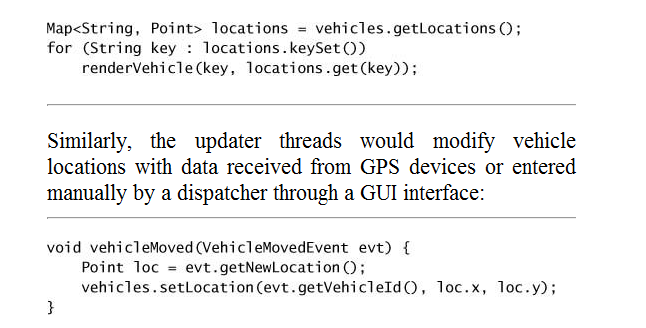 Map<String, Point> locations = vehicles.getLocations();
for (String key : locations.keySet())
    renderVehicle(key, locations.get(key));
Similarly, the updater threads would modify vehicle
locations with data received from GPS devices or entered
manually by a dispatcher through a GUI interface:
void vehicleMoved(VehicleMovedEvent evt) {
    Point loc = evt.getNewLocation();
    vehicles.setLocation(evt.getVehicleId(), loc.x, loc.y);
}